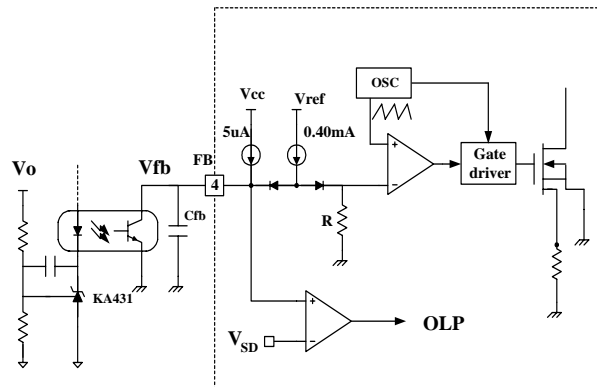 OSC
Vcc
Vref
5uA
0.40mA
Vo
Vfb
FB
4
+
−
Gate
driver
Cfb
R
KA431
+
−
VSD
OLP